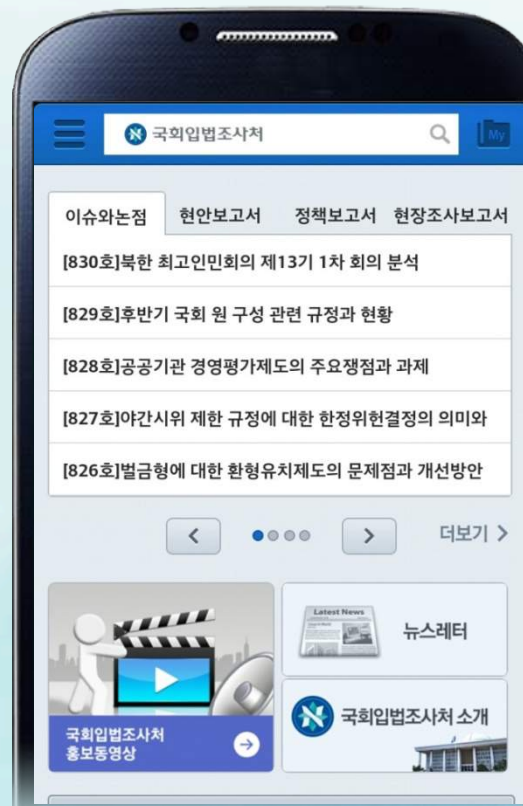 국회입법조사처
My
이슈와논점 현안보고서 정책보고서 현장조사보고서
[830호]북한 최고인민회의 제13기 1차 회의 분석
[829호]후반기 국회 원 구성 관련 규정과 현황
[828호]공공기관 경영평가제도의 주요쟁점과 과제
[827호]야간시위 제한 규정에 대한 한정위헌결정의 의미와
[826호]벌금형에 대한 환형유치제도의 문제점과 개선방안
더보기
Latest News
뉴스레터
국회입법조사처 소개
국회입법조사처
홍보동영상